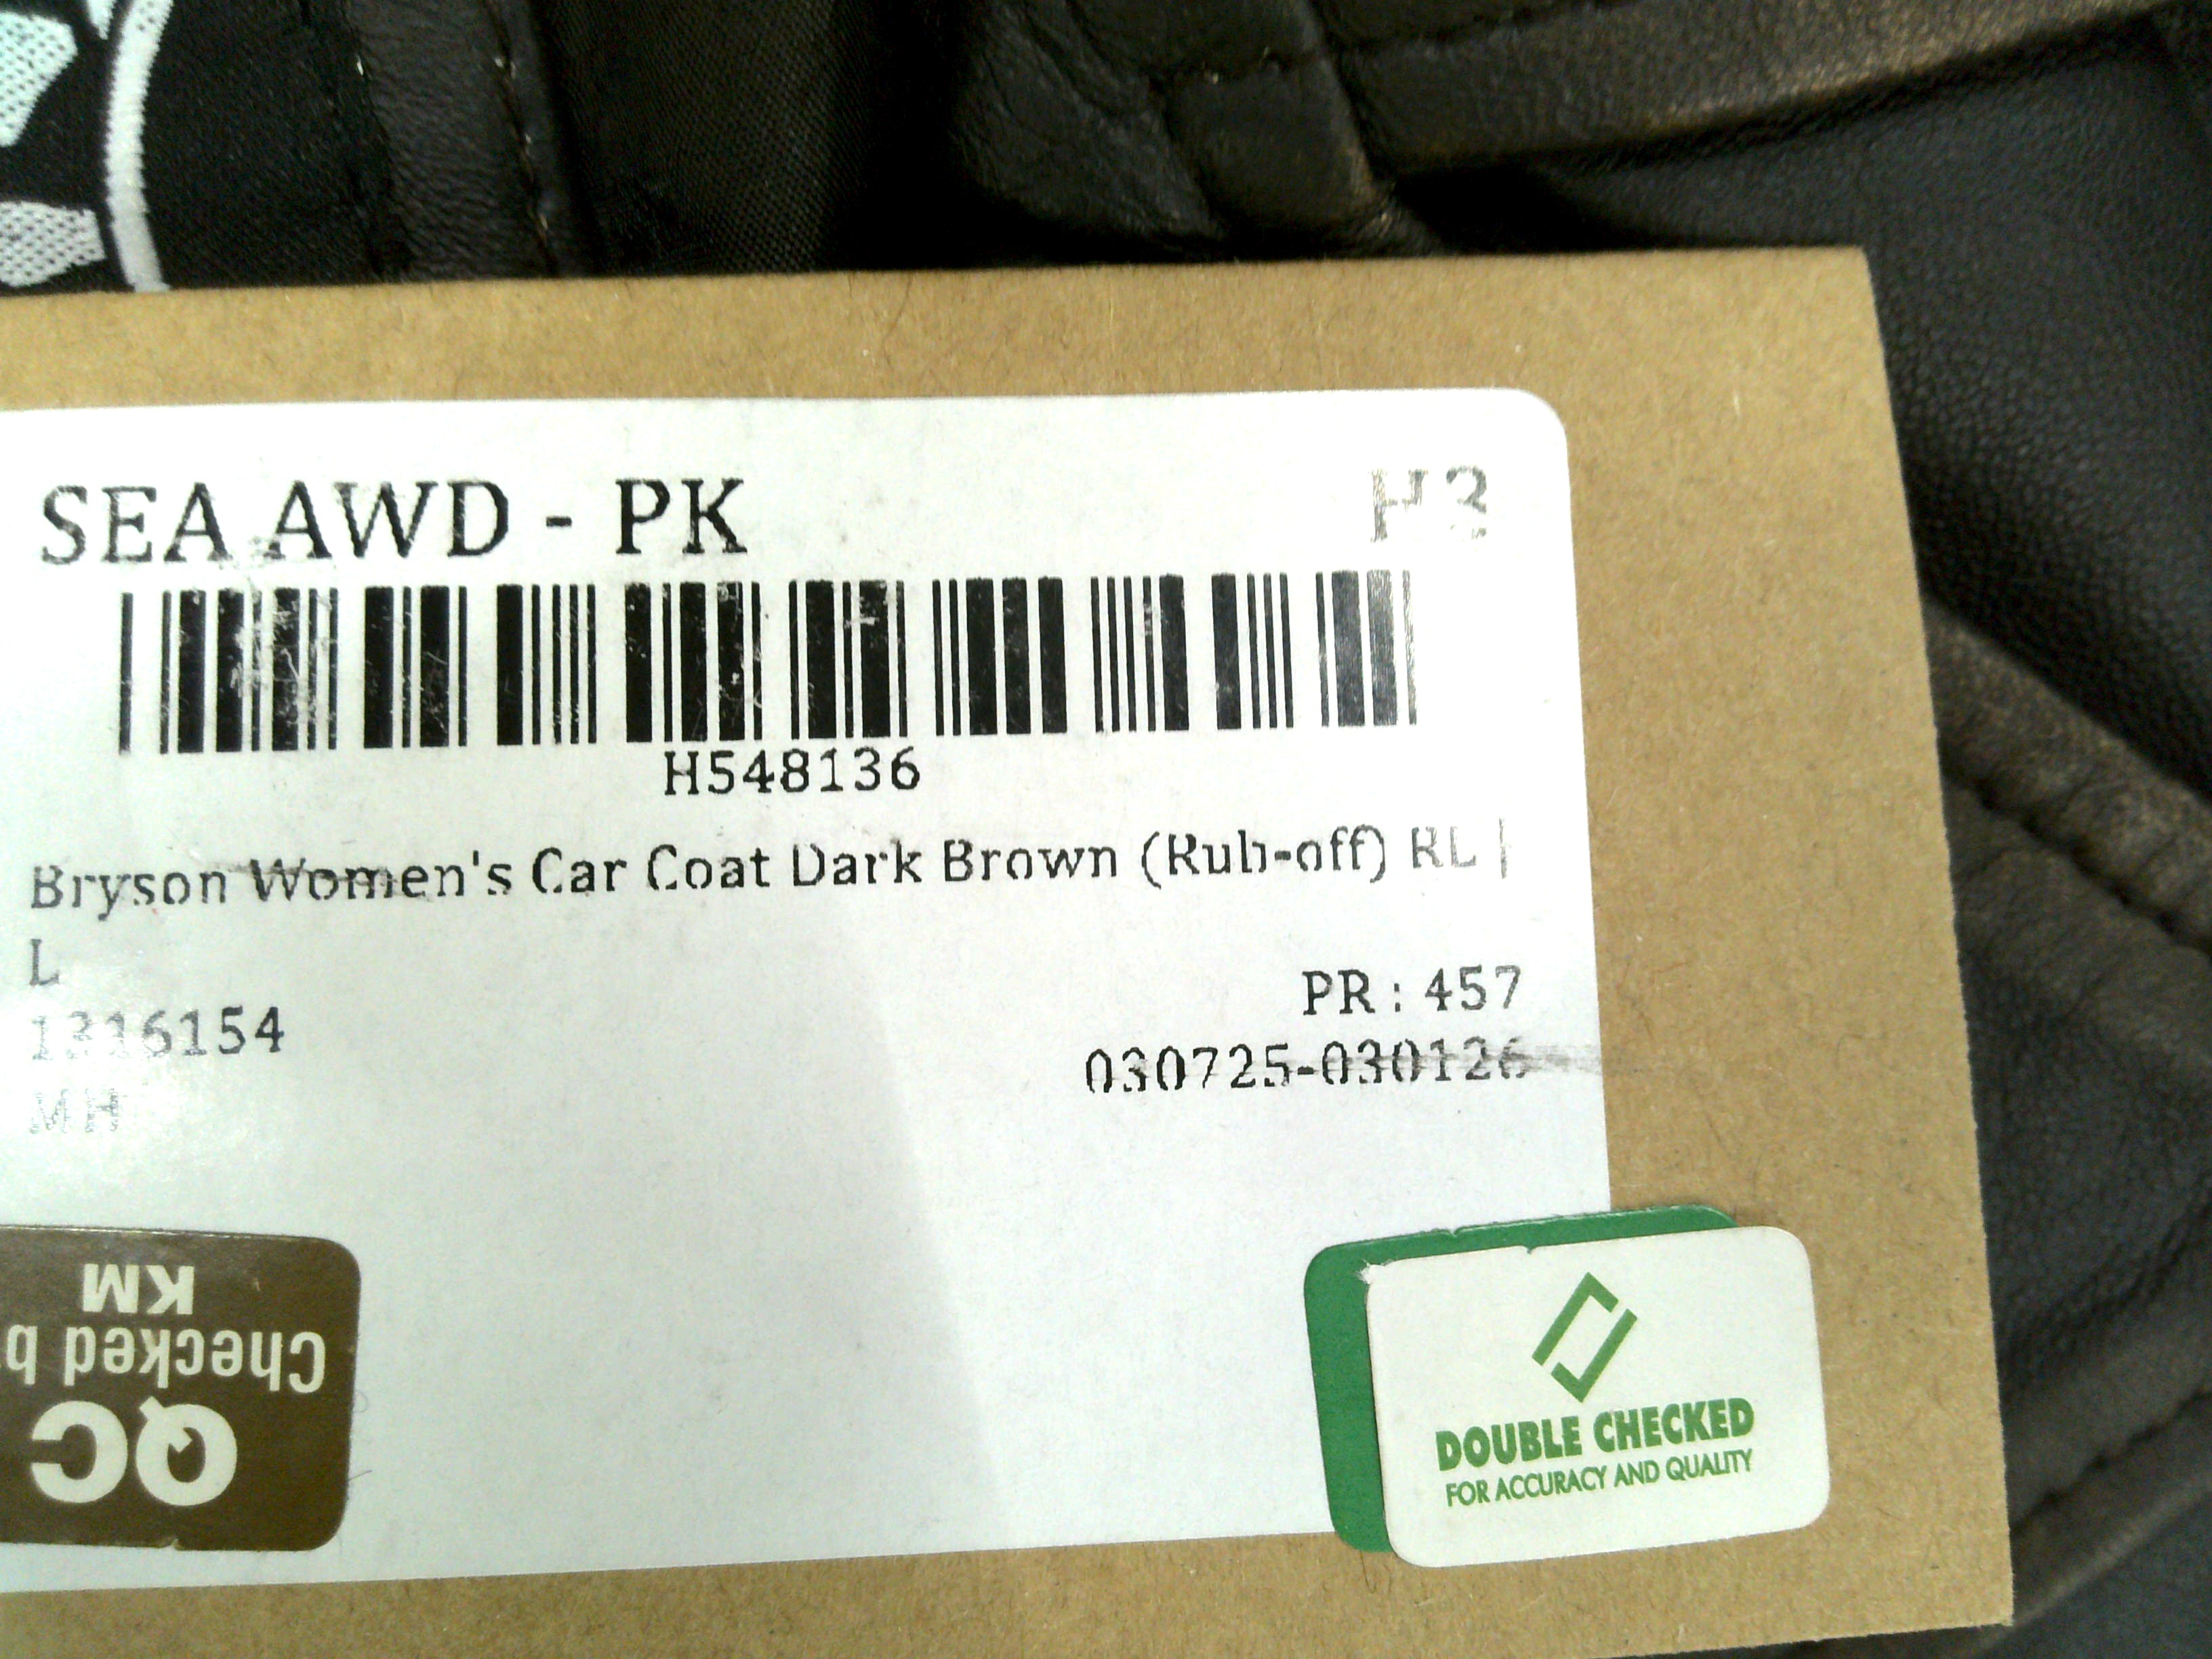 SEA AWD - PK
H3
H548136
Bryson Women's Car Coat Dark Brown (Rub-off) RL |
L
PR : 457
1316154
030725-030126
MH
QC
Checked
KM
DOUBLE CHECKED
FOR ACCURACY AND QUALITY